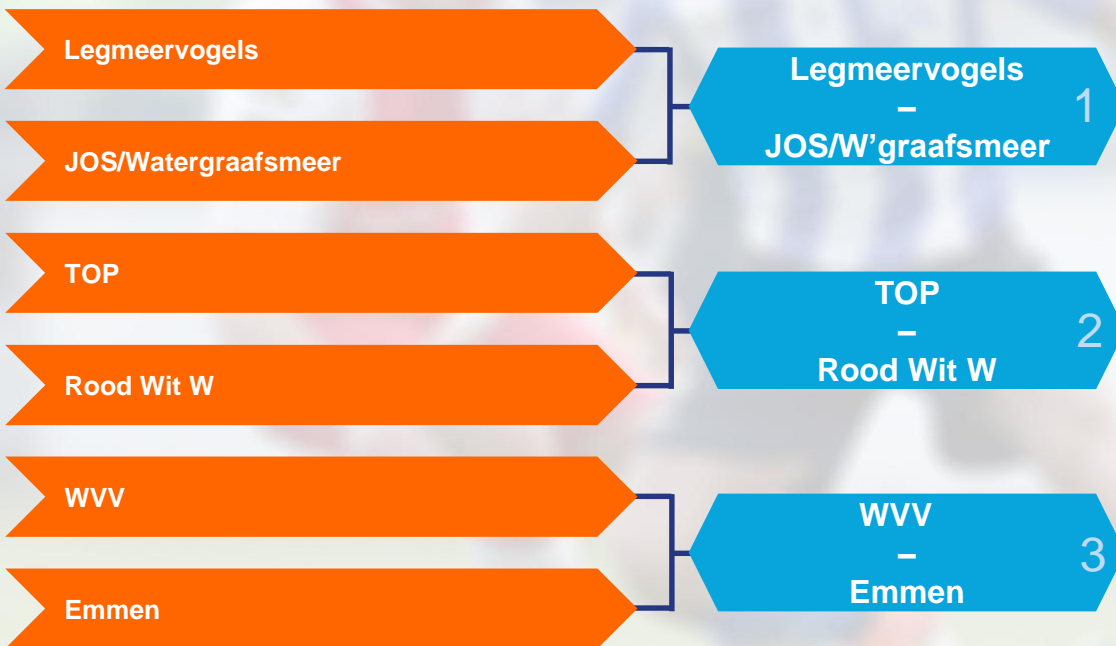 Legmeervogels
JOS/Watergraafsmeer
Legmeervogels
–
JOS/W’graafsmeer
1
TOP
Rood Wit W
TOP
–
Rood Wit W
2
WVV
Emmen
WVV
–
Emmen
3